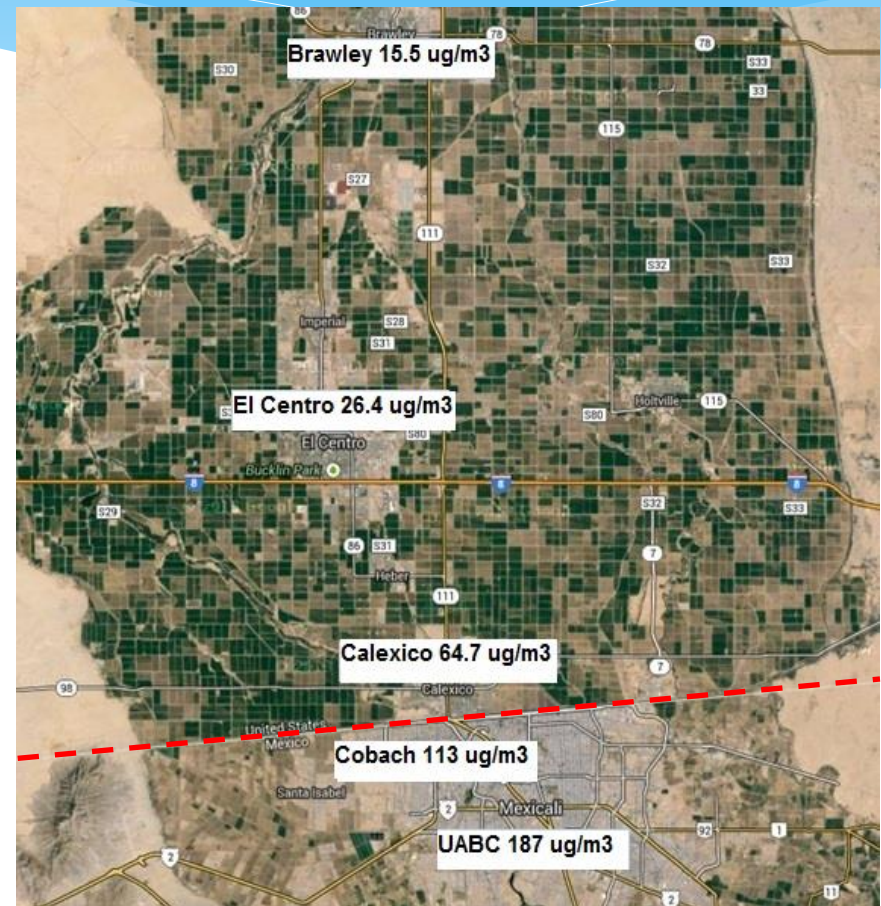 86
Brawley
78
78
Brawley 15.5 ug/m3
S30
S33
33
115
S27
111
S32
S33
Imperial
S28
S31
El Centro 26.4 ug/m3
Holtville
115
S80
S80
El Centro
Bucklin Park
8
8
8
S29
S32
S33
86
S31
7
Heber
111
Calexico 64.7 ug/m3
7
98
Calexico
United States
Mexico
Cobach 113 ug/m3
Santa Isabel
2
Mexicali
92
1
UABC 187 ug/m3
2
11
2